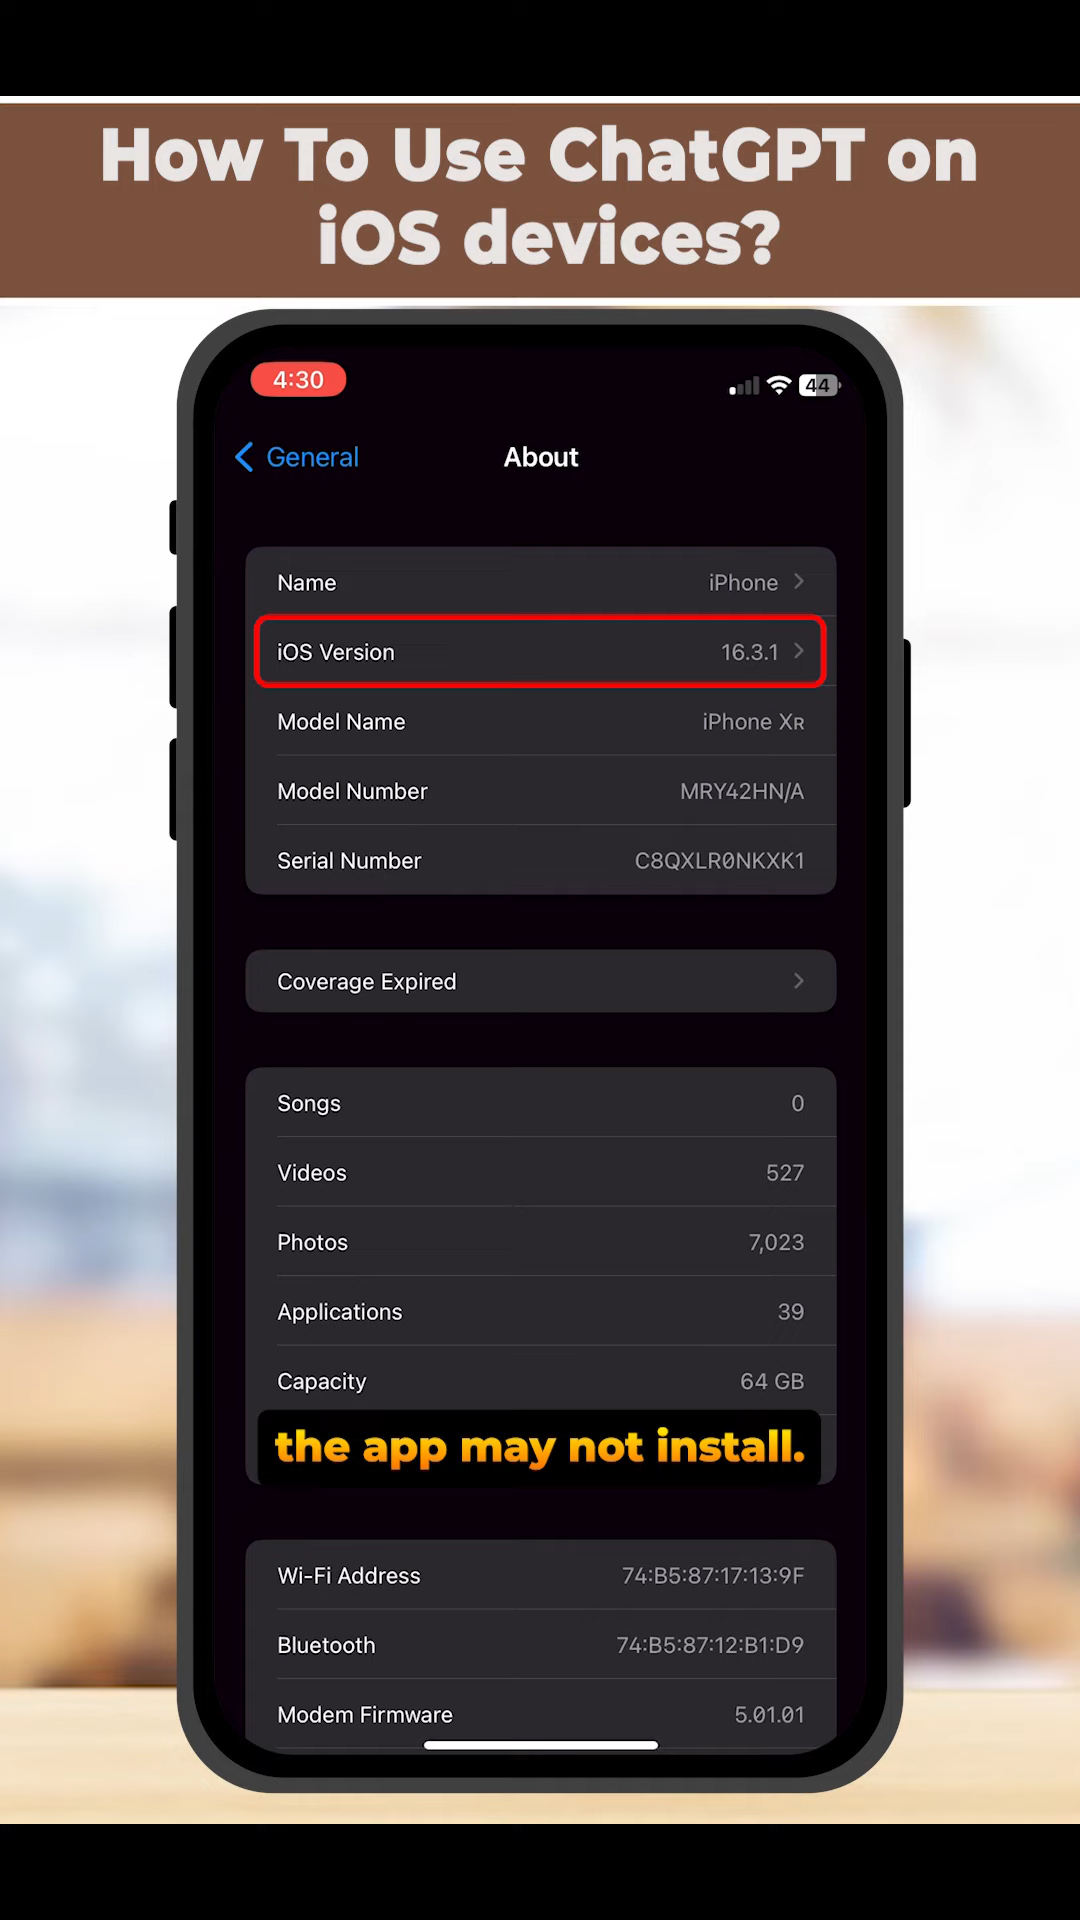 How To Use ChatGPT on
iOS devices?
4:30
44
General
About
Name iPhone
iOS Version 16.3.1
Model Name iPhone XR
Model Number MRY42HN/A
Serial Number C8QXLR0NKXK1
Coverage Expired
Songs 0
Videos 527
Photos 7,023
Applications 39
Capacity 64 GB
the app may not install.
Wi-Fi Address 74:B5:87:17:13:9F
Bluetooth 74:B5:87:12:B1:D9
Modem Firmware 5.01.01